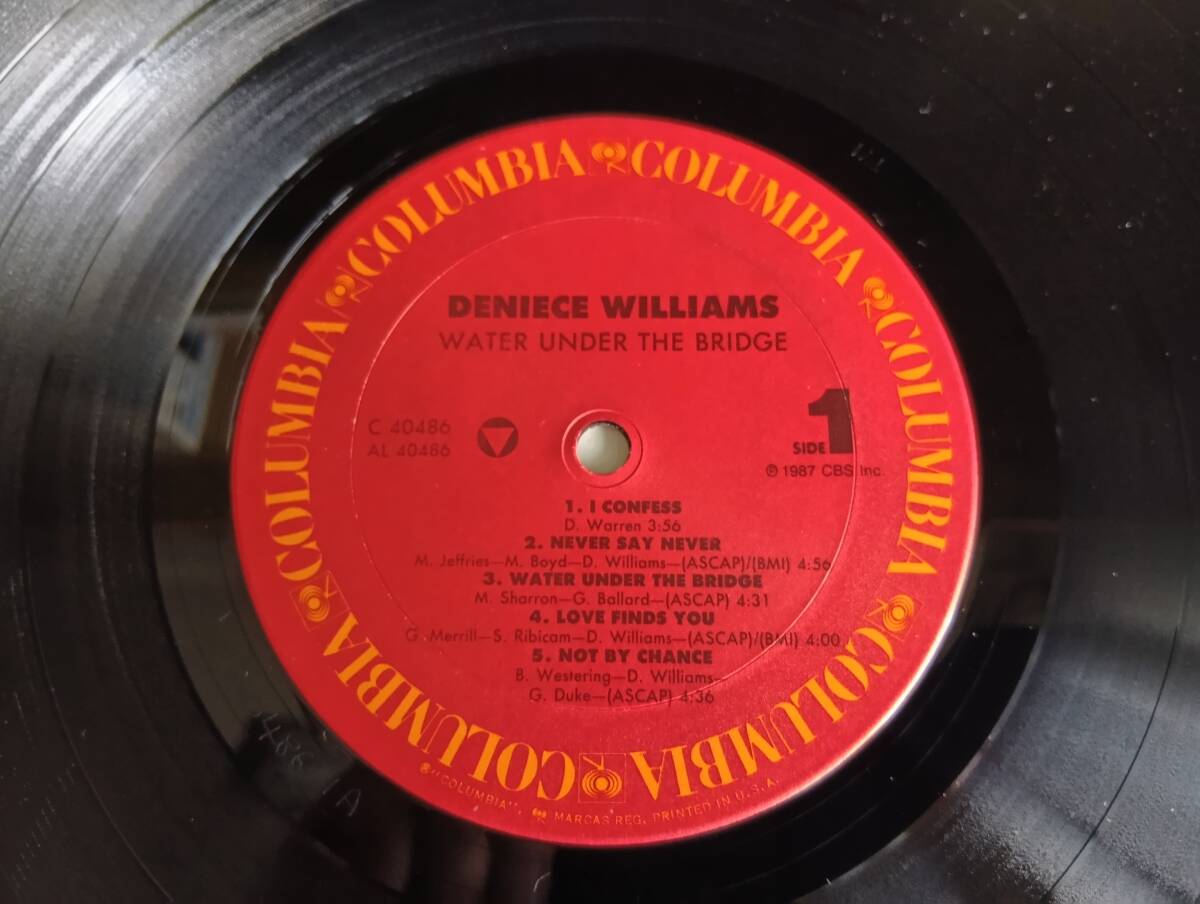 COLUMBIA COLUMBIA COLUMBIA COLUMBIA COLUMBIA COLUMBIA COLUMBIA COLUMBIA
DENIECE WILLIAMS
WATER UNDER THE BRIDGE
C 40486
AL 40486
SIDE 1
℗ 1987 CBS Inc.
1. I CONFESS
D. Warren 3:56
2. NEVER SAY NEVER
M. Jeffries—M. Boyd—D. Williams—(ASCAP)/(BMI) 4:56
3. WATER UNDER THE BRIDGE
M. Sharron—G. Ballard—(ASCAP) 4:31
4. LOVE FINDS YOU
G. Merrill—S. Ribicam—D. Williams—(ASCAP)/(BMI) 4:00
5. NOT BY CHANCE
B. Westering—D. Williams—
G. Duke—(ASCAP) 4:36
® "COLUMBIA", MARCAS REG. PRINTED IN U.S.A.